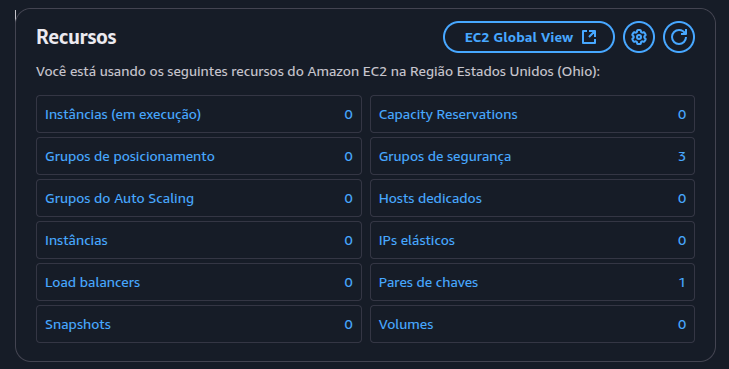 Recursos
EC2 Global View
Você está usando os seguintes recursos do Amazon EC2 na Região Estados Unidos (Ohio):
Instâncias (em execução) 0
Capacity Reservations 0
Grupos de posicionamento 0
Grupos de segurança 3
Grupos do Auto Scaling 0
Hosts dedicados 0
Instâncias 0
IPs elásticos 0
Load balancers 0
Pares de chaves 1
Snapshots 0
Volumes 0